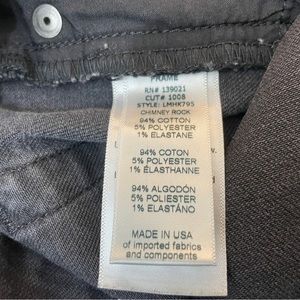 FRAME
RN# 139021
CUT# 1008
STYLE: LMHK795
CHIMNEY ROCK
94% COTTON
5% POLYESTER
1% ELASTANE
94% COTON
5% POLYESTER
1% ÉLASTHANNE
94% ALGODÓN
5% POLIESTER
1% ELASTÁNO
MADE IN USA
of imported fabrics
and components